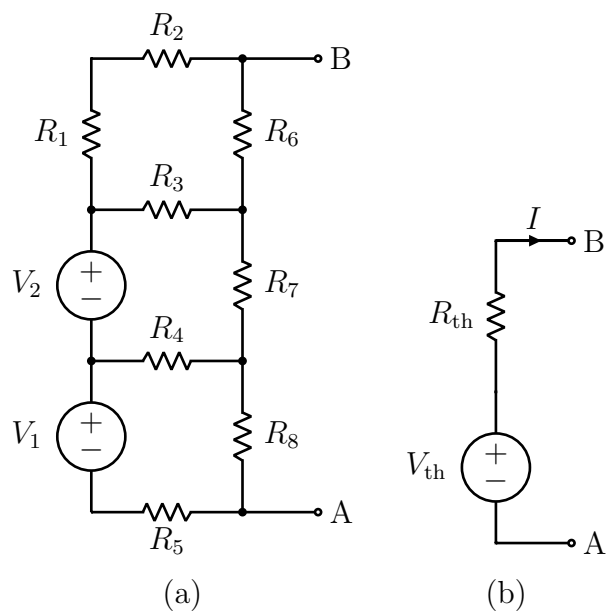 R2
B
R1
R6
R3
I
B
V2
+
−
R7
Rth
R4
V1
+
−
R8
Vth
+
−
R5
A
A
(a)
(b)